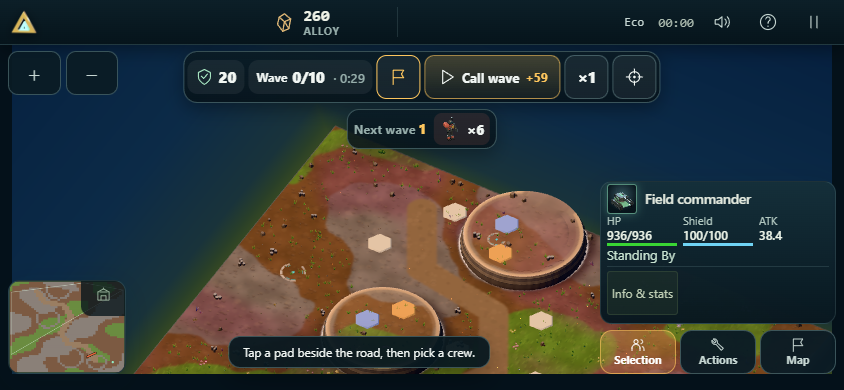 260
ALLOY
Eco 00:00
+ −
20
Wave 0/10 · 0:29
Call wave +59
×1
Next wave 1 ×6
Field commander
HP Shield ATK
936/936 100/100 38.4
Standing By
Info & stats
Tap a pad beside the road, then pick a crew.
Selection Actions Map